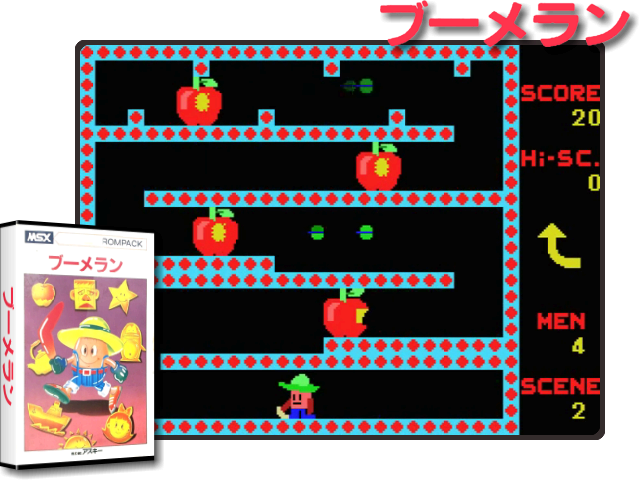 ブーメラン
SCORE
20
Hi-SC.
0
MEN
4
SCENE
2
MSX
ROMPACK
ブーメラン
ブーメラン
アスキー